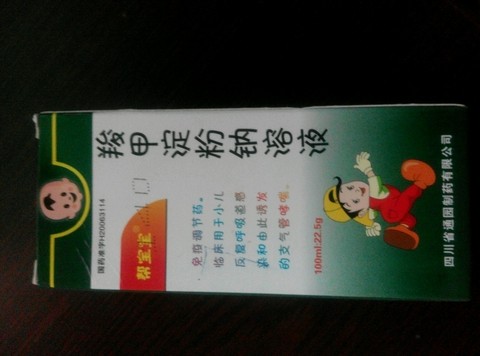 羧甲淀粉钠溶液
国药准字H20063114
帮宝宝
免疫调节药。
临床用于小儿
反复呼吸道感
染和由此诱发
的支气管哮喘。
100ml:22.5g
四川省通园制药有限公司